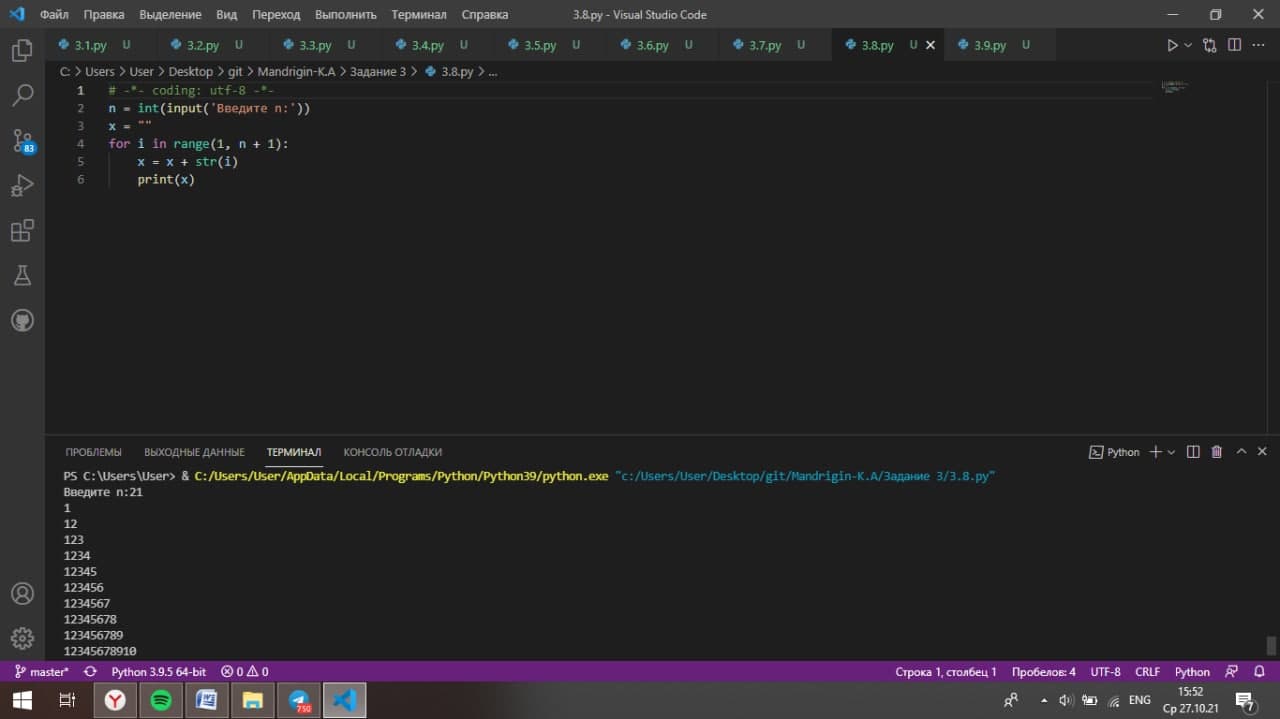 Файл Правка Выделение Вид Переход Выполнить Терминал Справка 3.8.py - Visual Studio Code
3.1.py U 3.2.py U 3.3.py U 3.4.py U 3.5.py U 3.6.py U 3.7.py U 3.8.py U 3.9.py U
C: > Users > User > Desktop > git > Mandrigin-K.A > Задание 3 > 3.8.py > ...
1 # -*- coding: utf-8 -*-
2 n = int(input('Введите n:'))
3 x = ""
4 for i in range(1, n + 1):
5 x = x + str(i)
6 print(x)
83
ПРОБЛЕМЫ ВЫХОДНЫЕ ДАННЫЕ ТЕРМИНАЛ КОНСОЛЬ ОТЛАДКИ Python
PS C:\Users\User> & C:/Users/User/AppData/Local/Programs/Python/Python39/python.exe "c:/Users/User/Desktop/git/Mandrigin-K.A/Задание 3/3.8.py"
Введите n:21
1
12
123
1234
12345
123456
1234567
12345678
123456789
12345678910
master* Python 3.9.5 64-bit 0 0 Строка 1, столбец 1 Пробелов: 4 UTF-8 CRLF Python
750 ENG 15:52
Ср 27.10.21 7